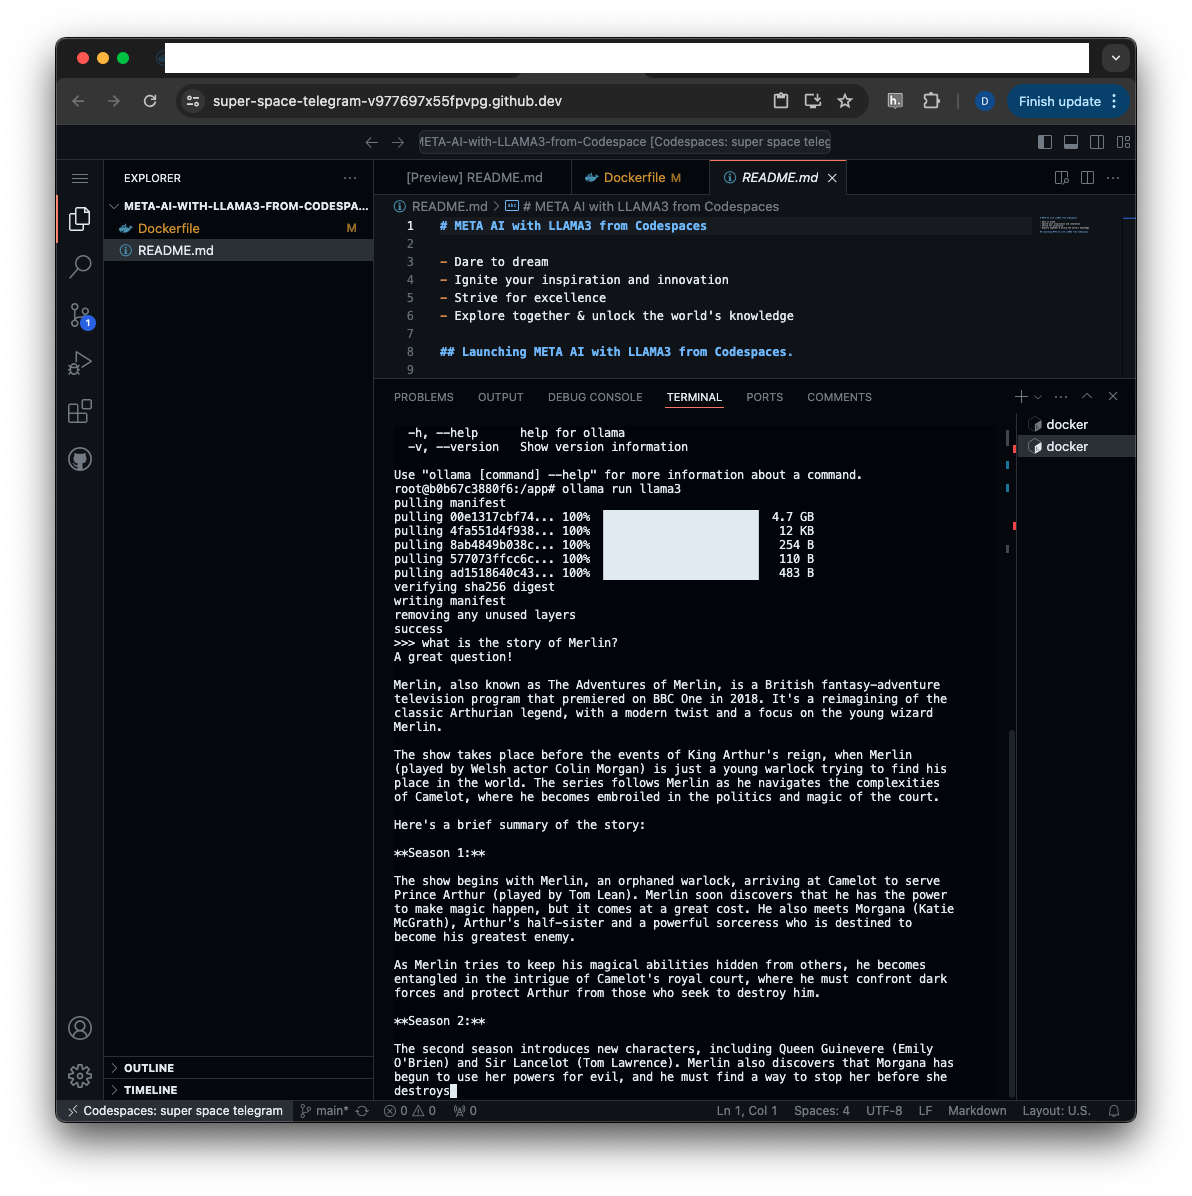 super-space-telegram-v977697x55fpvpg.github.dev
h.
D
Finish update
META-AI-with-LLAMA3-from-Codespace [Codespaces: super space teleg
EXPLORER
META-AI-WITH-LLAMA3-FROM-CODESPA...
Dockerfile M
README.md
1
OUTLINE
TIMELINE
[Preview] README.md
Dockerfile M
README.md
README.md > # META AI with LLAMA3 from Codespaces
1 # META AI with LLAMA3 from Codespaces
2
3 - Dare to dream
4 - Ignite your inspiration and innovation
5 - Strive for excellence
6 - Explore together & unlock the world's knowledge
7
8 ## Launching META AI with LLAMA3 from Codespaces.
9
PROBLEMS OUTPUT DEBUG CONSOLE TERMINAL PORTS COMMENTS
docker
docker
-h, --help help for ollama
-v, --version Show version information
Use "ollama [command] --help" for more information about a command.
root@b0b67c3880f6:/app# ollama run llama3
pulling manifest
pulling 00e1317cbf74... 100% 4.7 GB
pulling 4fa551d4f938... 100% 12 KB
pulling 8ab4849b038c... 100% 254 B
pulling 577073ffcc6c... 100% 110 B
pulling ad1518640c43... 100% 483 B
verifying sha256 digest
writing manifest
removing any unused layers
success
>>> what is the story of Merlin?
A great question!
Merlin, also known as The Adventures of Merlin, is a British fantasy-adventure
television program that premiered on BBC One in 2018. It's a reimagining of the
classic Arthurian legend, with a modern twist and a focus on the young wizard
Merlin.
The show takes place before the events of King Arthur's reign, when Merlin
(played by Welsh actor Colin Morgan) is just a young warlock trying to find his
place in the world. The series follows Merlin as he navigates the complexities
of Camelot, where he becomes embroiled in the politics and magic of the court.
Here's a brief summary of the story:
**Season 1:**
The show begins with Merlin, an orphaned warlock, arriving at Camelot to serve
Prince Arthur (played by Tom Lean). Merlin soon discovers that he has the power
to make magic happen, but it comes at a great cost. He also meets Morgana (Katie
McGrath), Arthur's half-sister and a powerful sorceress who is destined to
become his greatest enemy.
As Merlin tries to keep his magical abilities hidden from others, he becomes
entangled in the intrigue of Camelot's royal court, where he must confront dark
forces and protect Arthur from those who seek to destroy him.
**Season 2:**
The second season introduces new characters, including Queen Guinevere (Emily
O'Brien) and Sir Lancelot (Tom Lawrence). Merlin also discovers that Morgana has
begun to use her powers for evil, and he must find a way to stop her before she
destroys
Codespaces: super space telegram main* 0 0 0 Ln 1, Col 1 Spaces: 4 UTF-8 LF Markdown Layout: U.S.